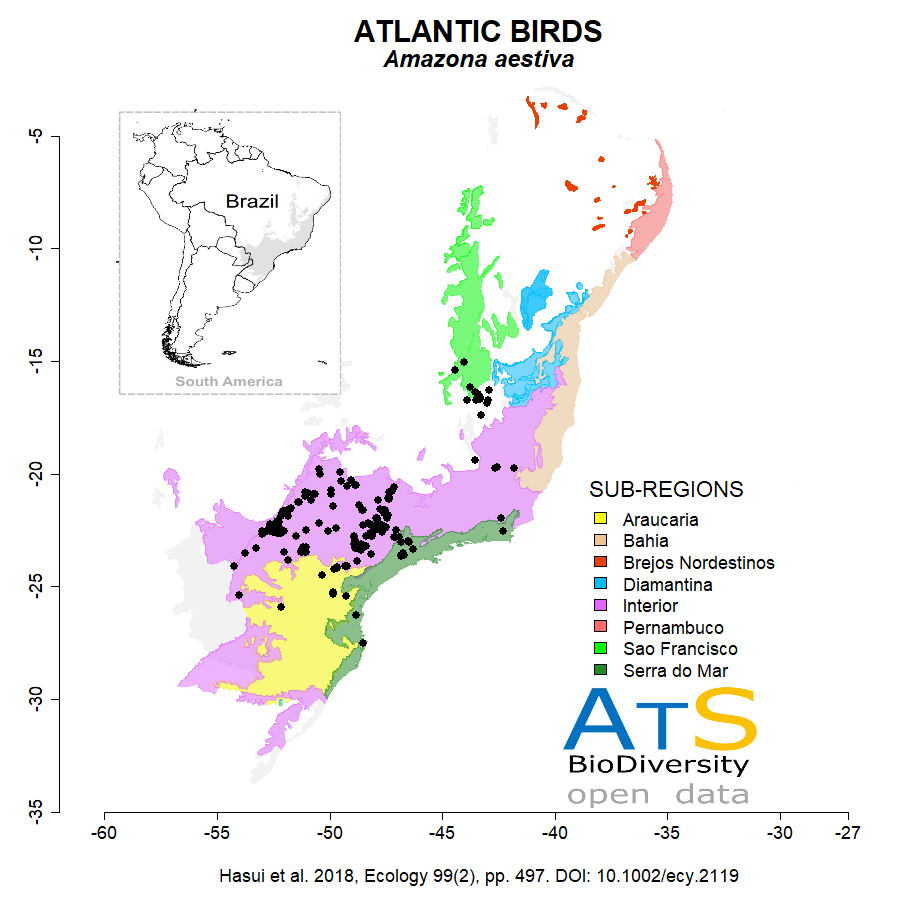 ATLANTIC BIRDS
Amazona aestiva
Brazil
South America
-5
-10
-15
-20
-25
-30
-35
SUB-REGIONS
Araucaria
Bahia
Brejos Nordestinos
Diamantina
Interior
Pernambuco
Sao Francisco
Serra do Mar
ATS
BioDiversity
open data
-60 -55 -50 -45 -40 -35 -30 -27
Hasui et al. 2018, Ecology 99(2), pp. 497. DOI: 10.1002/ecy.2119